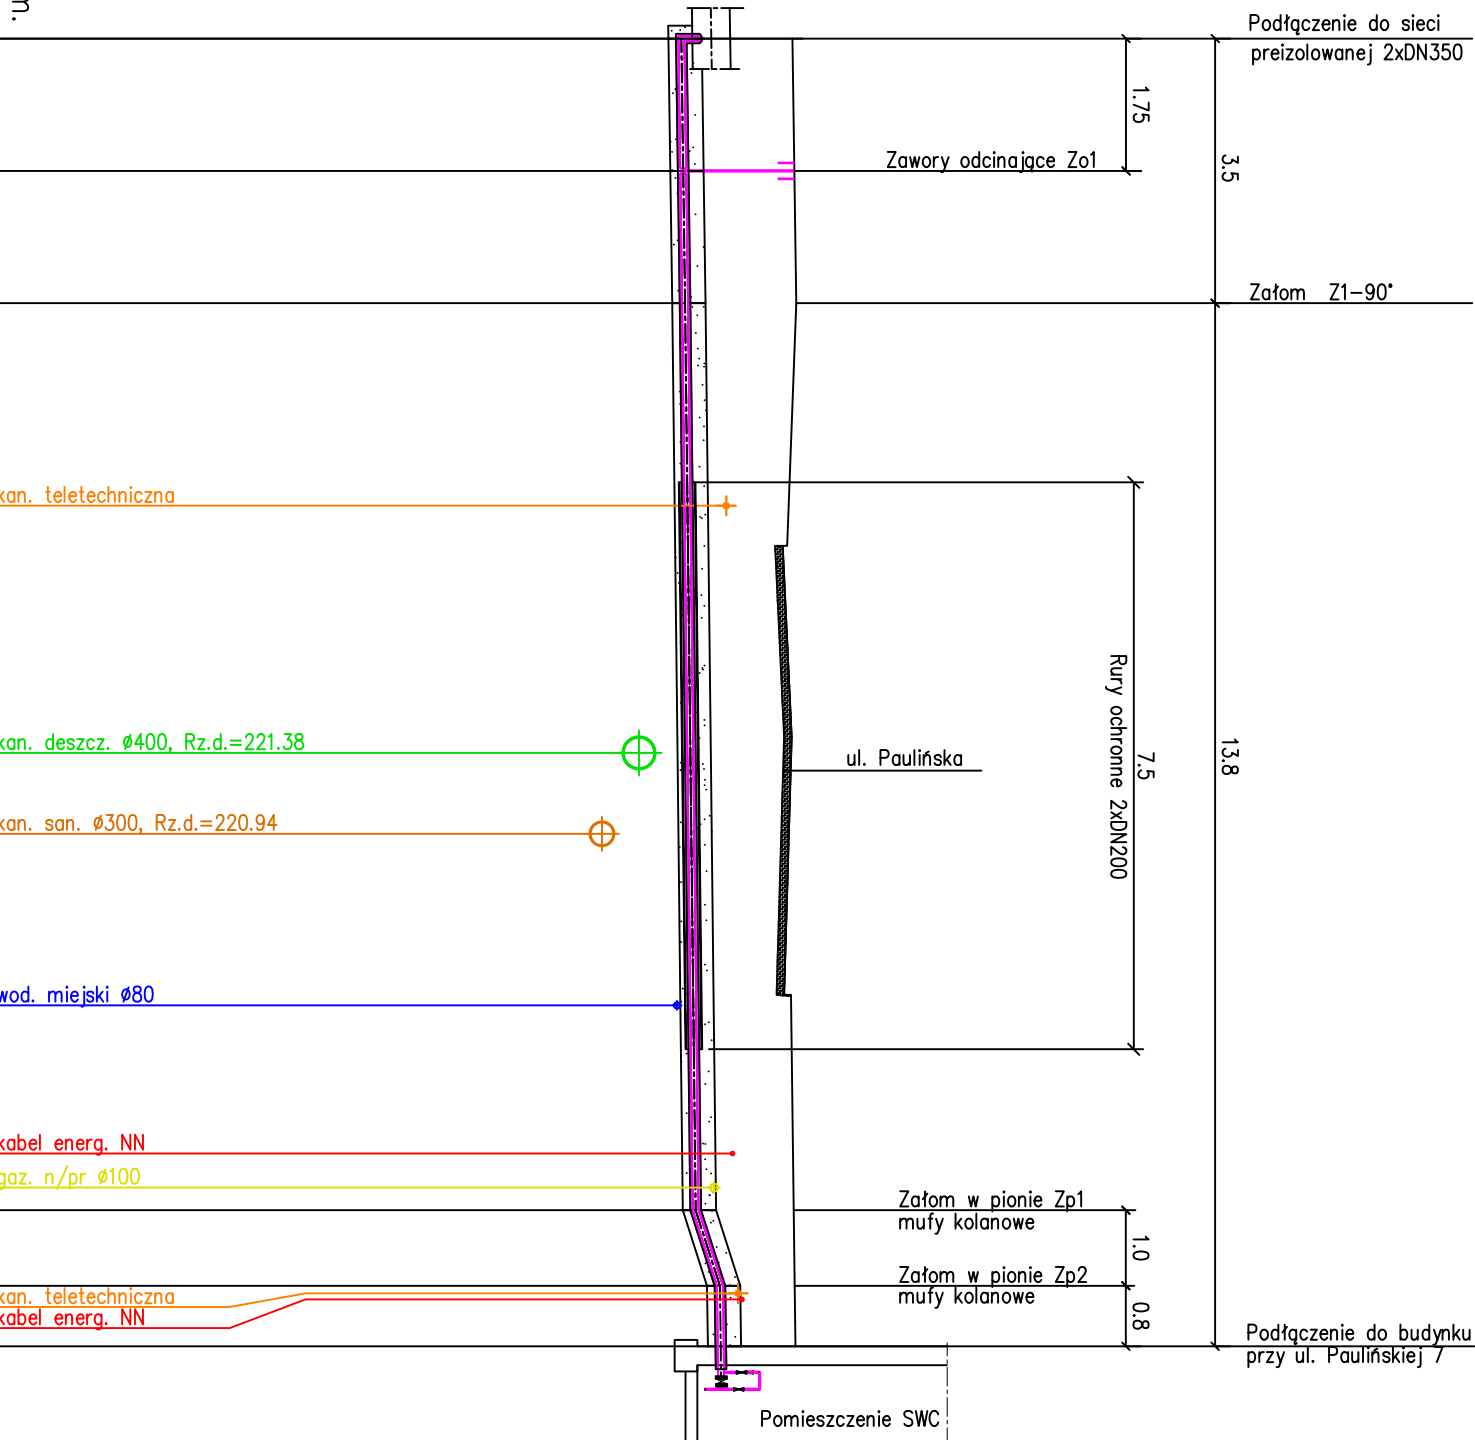 m.
Podłączenie do sieci
preizolowanej 2xDN350
1.75
3.5
Zawory odcinające Zo1
Załom Z1-90°
kan. teletechniczna
Rury ochronne 2xDN200
7.5
13.8
kan. deszcz. ø400, Rz.d.=221.38
ul. Paulińska
kan. san. ø300, Rz.d.=220.94
wod. miejski ø80
kabel energ. NN
gaz. n/pr ø100
Załom w pionie Zp1
mufy kolanowe
1.0
Załom w pionie Zp2
mufy kolanowe
0.8
kan. teletechniczna
kabel energ. NN
Podłączenie do budynku
przy ul. Paulińskiej 7
Pomieszczenie SWC